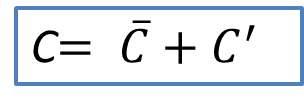 C= C̄ + C′